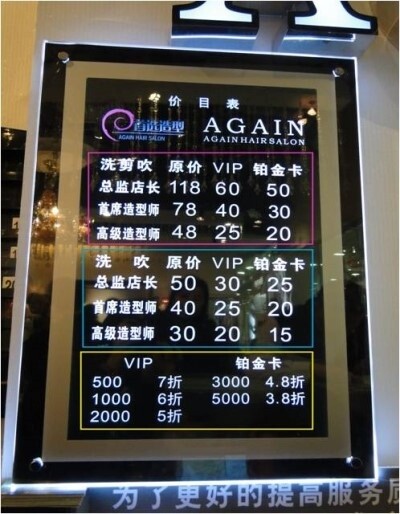 价目表
首选造型
AGAIN HAIR SALON
AGAIN
AGAINHAIRSALON
洗剪吹 原价 VIP 铂金卡
总监店长 118 60 50
首席造型师 78 40 30
高级造型师 48 25 20
洗 吹 原价 VIP 铂金卡
总监店长 50 30 25
首席造型师 40 25 20
高级造型师 30 20 15
VIP 铂金卡
500 7折 3000 4.8折
1000 6折 5000 3.8折
2000 5折
为了更好的提高服务质